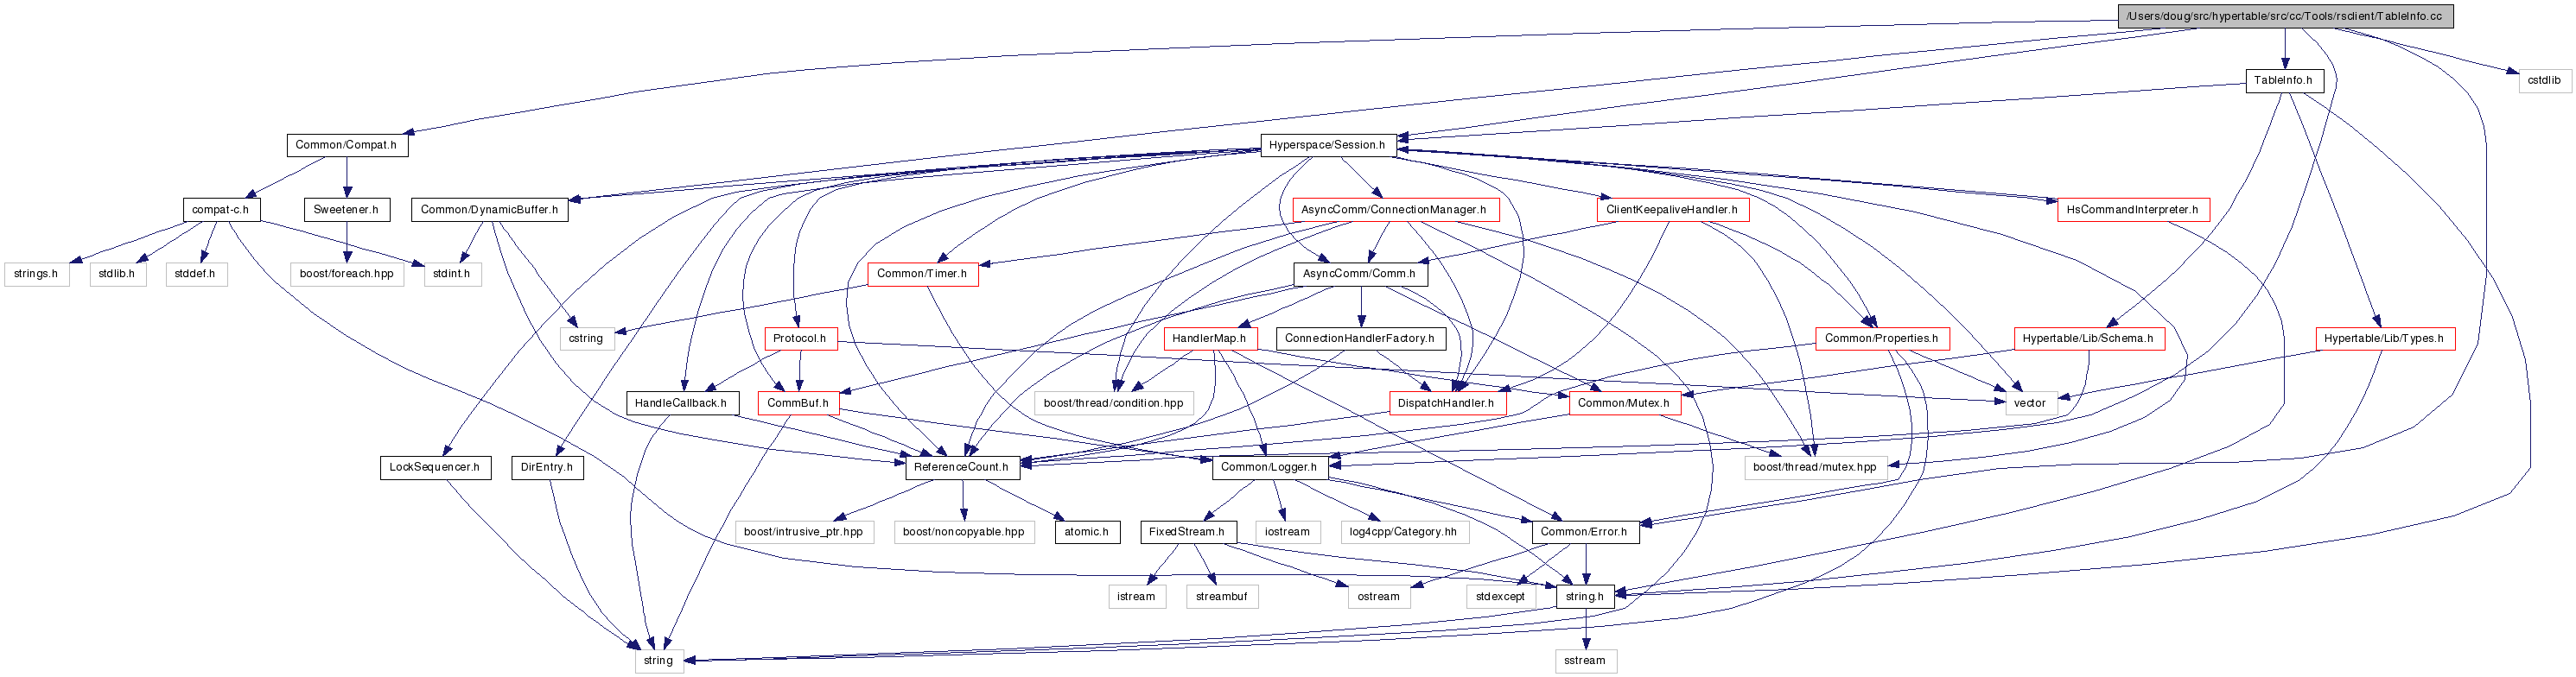 /Users/doug/src/hypertable/src/cc/Tools/rsclient/TableInfo.cc
TableInfo.h
cstdlib
Common/Compat.h
Hyperspace/Session.h
compat-c.h
Sweetener.h
Common/DynamicBuffer.h
AsyncComm/ConnectionManager.h
ClientKeepaliveHandler.h
HsCommandInterpreter.h
strings.h
stdlib.h
stddef.h
boost/foreach.hpp
stdint.h
Common/Timer.h
AsyncComm/Comm.h
cstring
Protocol.h
HandlerMap.h
ConnectionHandlerFactory.h
Common/Properties.h
Hypertable/Lib/Schema.h
Hypertable/Lib/Types.h
HandleCallback.h
CommBuf.h
boost/thread/condition.hpp
DispatchHandler.h
Common/Mutex.h
vector
LockSequencer.h
DirEntry.h
ReferenceCount.h
Common/Logger.h
boost/thread/mutex.hpp
boost/intrusive_ptr.hpp
boost/noncopyable.hpp
atomic.h
FixedStream.h
iostream
log4cpp/Category.hh
Common/Error.h
istream
streambuf
ostream
stdexcept
string.h
string
sstream